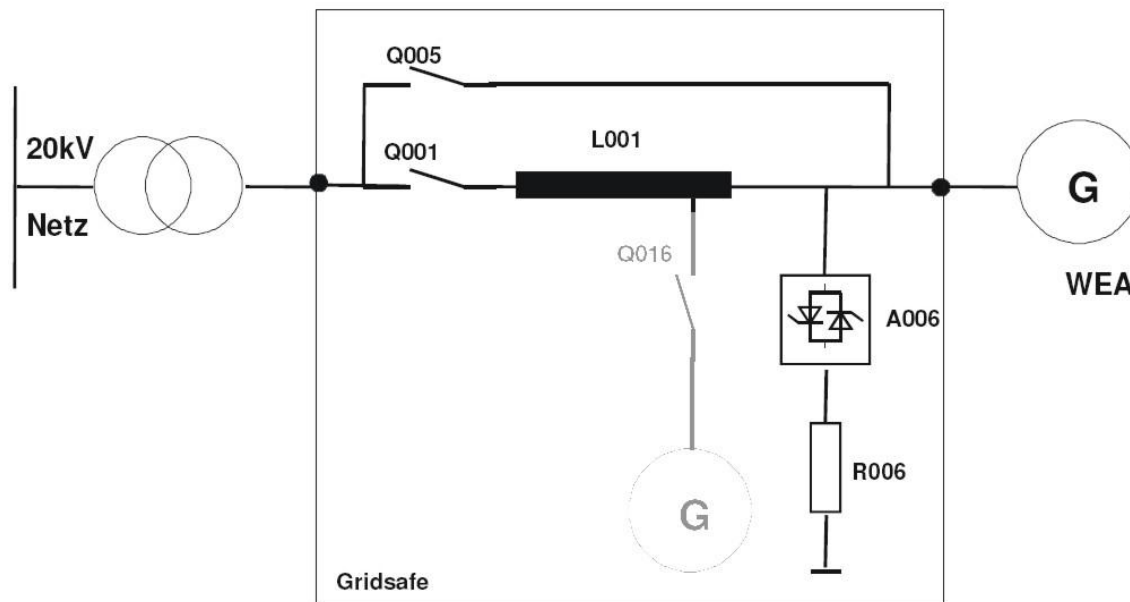 Q005
20kV
Q001
L001
G
Netz
Q016
WEA
A006
R006
G
Gridsafe